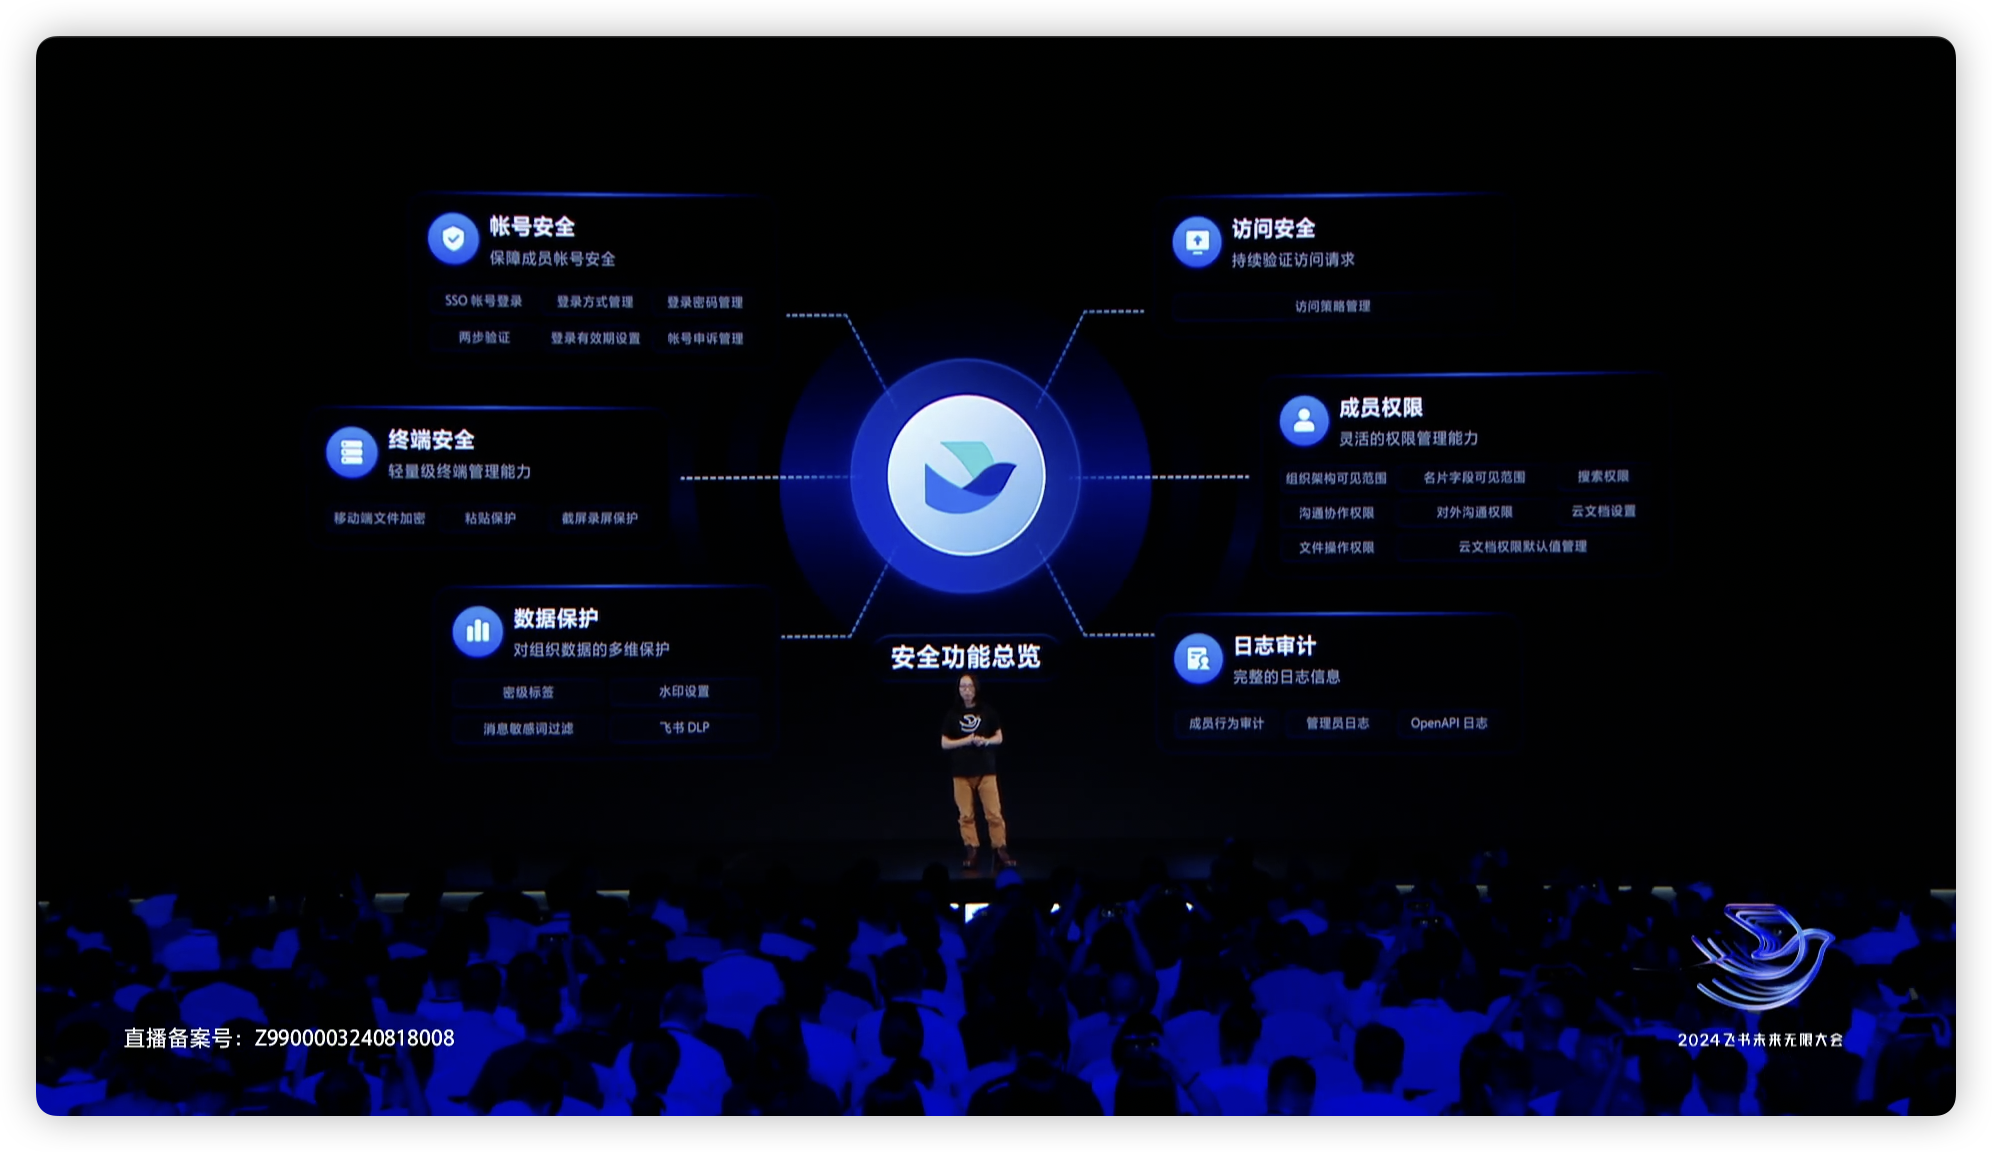 帐号安全
保障成员帐号安全
SSO 帐号登录 登录方式管理 登录密码管理
两步验证 登录有效期设置 帐号申诉管理
终端安全
轻量级终端管理能力
移动端文件加密 粘贴保护 截屏录屏保护
数据保护
对组织数据的多维保护
密级标签 水印设置
消息敏感词过滤 飞书 DLP
安全功能总览
访问安全
持续验证访问请求
访问策略管理
成员权限
灵活的权限管理能力
组织架构可见范围 名片字段可见范围 搜索权限
沟通协作权限 对外沟通权限 云文档设置
文件操作权限 云文档权限默认值管理
日志审计
完整的日志信息
成员行为审计 管理员日志 OpenAPI 日志
直播备案号：Z9900003240818008
2024飞书未来无限大会